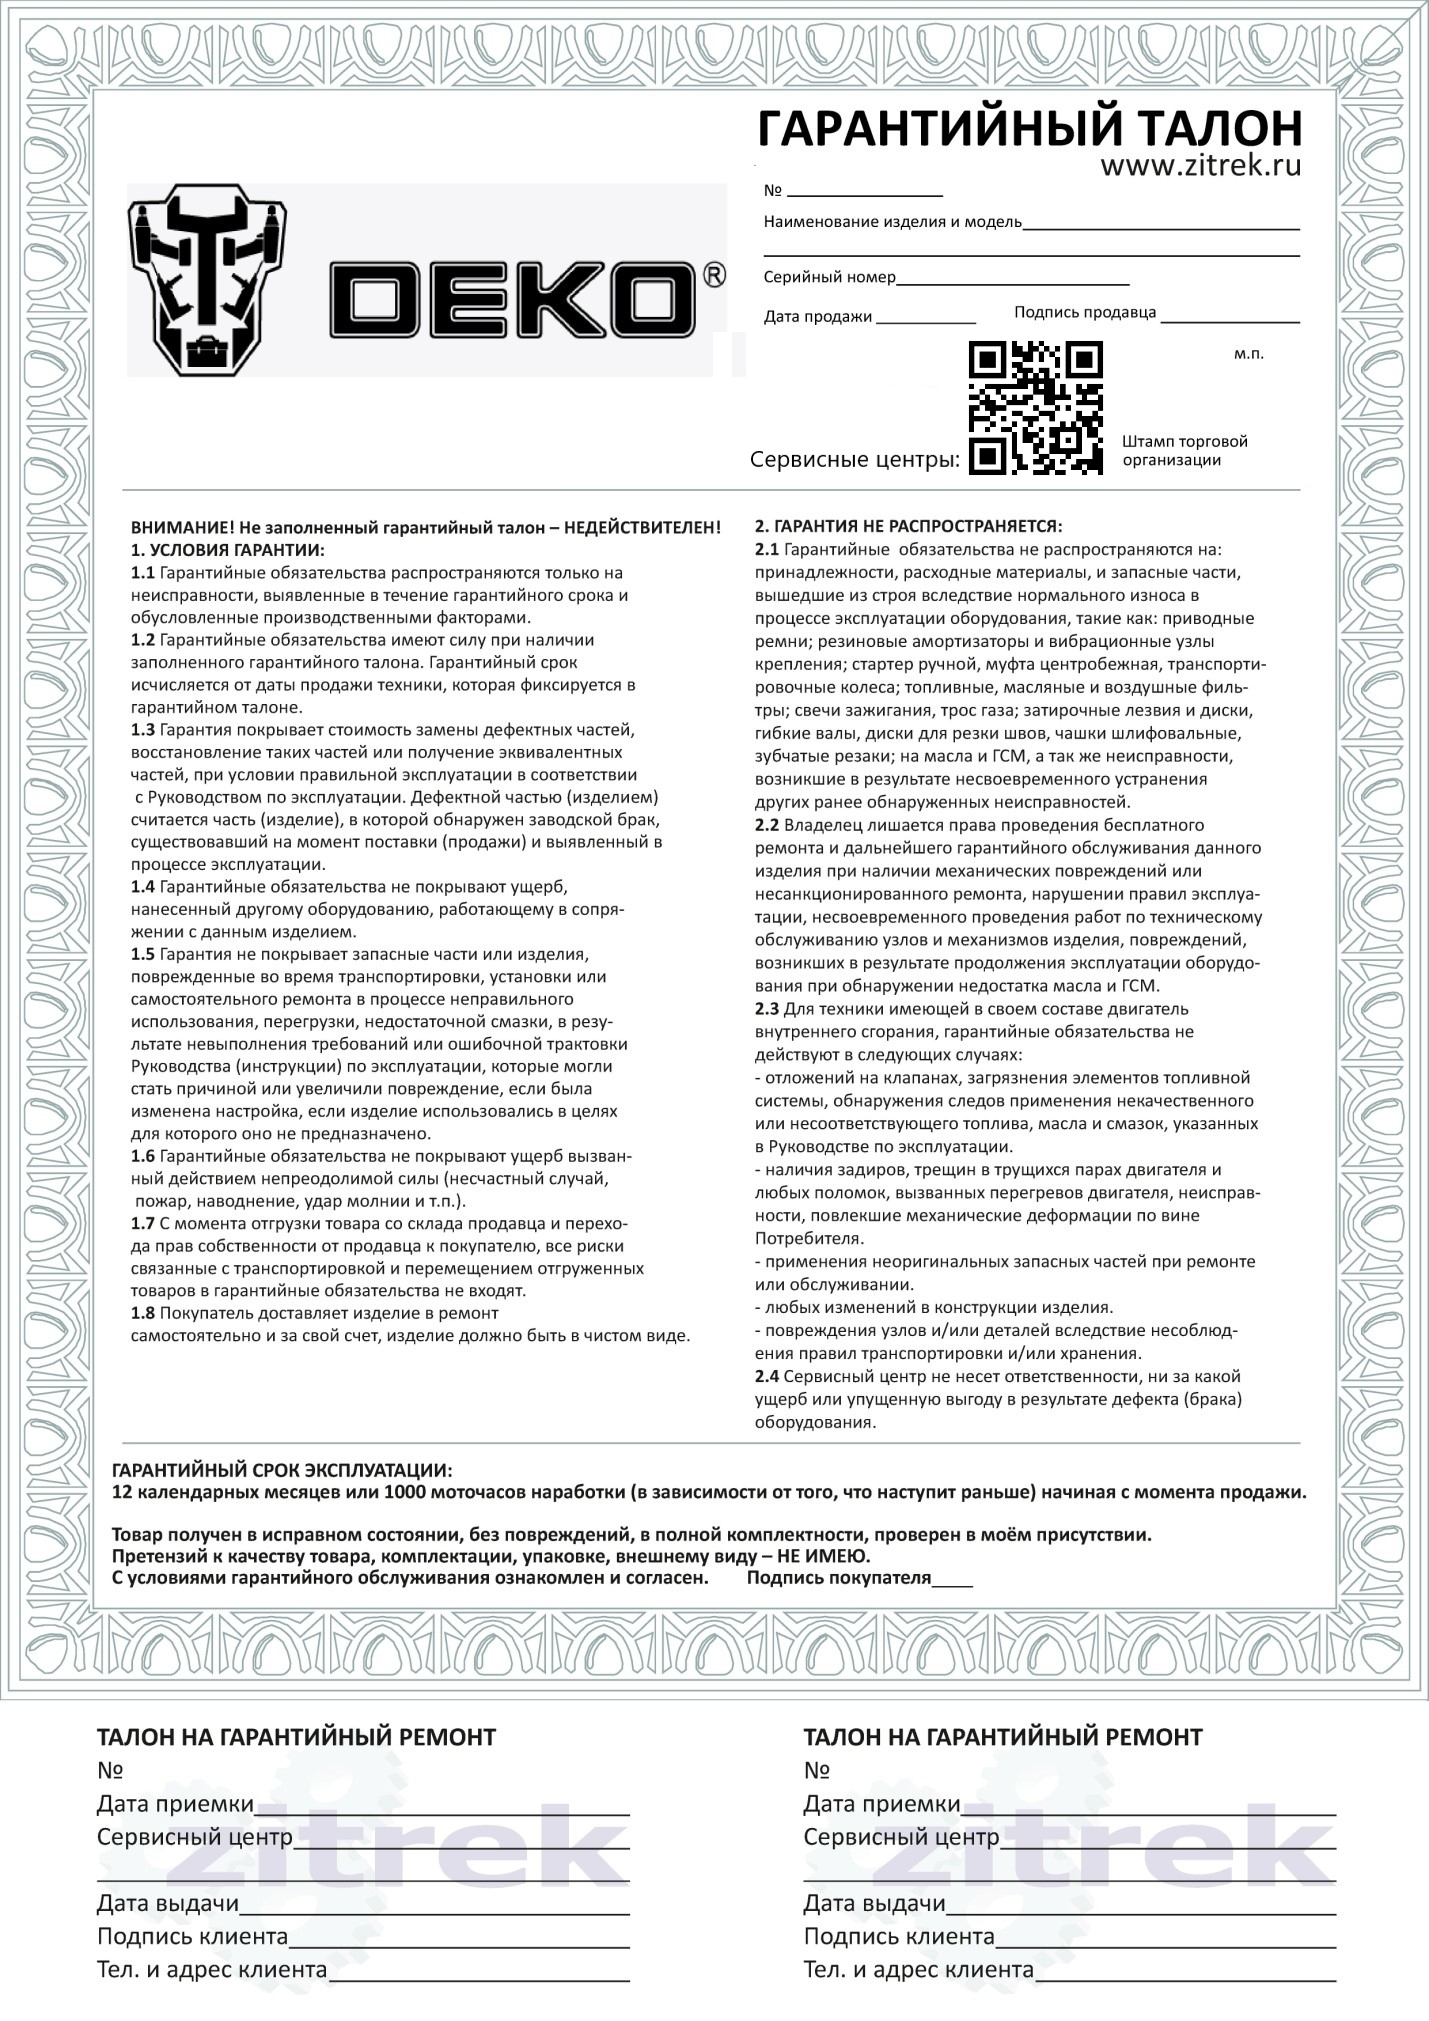 ГАРАНТИЙНЫЙ ТАЛОН
www.zitrek.ru
№
Наименование изделия и модель
Серийный номер
Дата продажи Подпись продавца
м.п.
DEKO®
Сервисные центры:
Штамп торговой
организации
ВНИМАНИЕ! Не заполненный гарантийный талон – НЕДЕЙСТВИТЕЛЕН!
1. УСЛОВИЯ ГАРАНТИИ:
1.1 Гарантийные обязательства распространяются только на
неисправности, выявленные в течение гарантийного срока и
обусловленные производственными факторами.
1.2 Гарантийные обязательства имеют силу при наличии
заполненного гарантийного талона. Гарантийный срок
исчисляется от даты продажи техники, которая фиксируется в
гарантийном талоне.
1.3 Гарантия покрывает стоимость замены дефектных частей,
восстановление таких частей или получение эквивалентных
частей, при условии правильной эксплуатации в соответствии
с Руководством по эксплуатации. Дефектной частью (изделием)
считается часть (изделие), в которой обнаружен заводской брак,
существовавший на момент поставки (продажи) и выявленный в
процессе эксплуатации.
1.4 Гарантийные обязательства не покрывают ущерб,
нанесенный другому оборудованию, работающему в сопря-
жении с данным изделием.
1.5 Гарантия не покрывает запасные части или изделия,
поврежденные во время транспортировки, установки или
самостоятельного ремонта в процессе неправильного
использования, перегрузки, недостаточной смазки, в резу-
льтате невыполнения требований или ошибочной трактовки
Руководства (инструкции) по эксплуатации, которые могли
стать причиной или увеличили повреждение, если была
изменена настройка, если изделие использовались в целях
для которого оно не предназначено.
1.6 Гарантийные обязательства не покрывают ущерб вызван-
ный действием непреодолимой силы (несчастный случай,
пожар, наводнение, удар молнии и т.п.).
1.7 С момента отгрузки товара со склада продавца и перехо-
да прав собственности от продавца к покупателю, все риски
связанные с транспортировкой и перемещением отгруженных
товаров в гарантийные обязательства не входят.
1.8 Покупатель доставляет изделие в ремонт
самостоятельно и за свой счет, изделие должно быть в чистом виде.
2. ГАРАНТИЯ НЕ РАСПРОСТРАНЯЕТСЯ:
2.1 Гарантийные обязательства не распространяются на:
принадлежности, расходные материалы, и запасные части,
вышедшие из строя вследствие нормального износа в
процессе эксплуатации оборудования, такие как: приводные
ремни; резиновые амортизаторы и вибрационные узлы
крепления; стартер ручной, муфта центробежная, транспорти-
ровочные колеса; топливные, масляные и воздушные филь-
тры; свечи зажигания, трос газа; затирочные лезвия и диски,
гибкие валы, диски для резки швов, чашки шлифовальные,
зубчатые резаки; на масла и ГСМ, а так же неисправности,
возникшие в результате несвоевременного устранения
других ранее обнаруженных неисправностей.
2.2 Владелец лишается права проведения бесплатного
ремонта и дальнейшего гарантийного обслуживания данного
изделия при наличии механических повреждений или
несанкционированного ремонта, нарушении правил эксплуа-
тации, несвоевременного проведения работ по техническому
обслуживанию узлов и механизмов изделия, повреждений,
возникших в результате продолжения эксплуатации оборудо-
вания при обнаружении недостатка масла и ГСМ.
2.3 Для техники имеющей в своем составе двигатель
внутреннего сгорания, гарантийные обязательства не
действуют в следующих случаях:
- отложений на клапанах, загрязнения элементов топливной
системы, обнаружения следов применения некачественного
или несоответствующего топлива, масла и смазок, указанных
в Руководстве по эксплуатации.
- наличия задиров, трещин в трущихся парах двигателя и
любых поломок, вызванных перегревов двигателя, неисправ-
ности, повлекшие механические деформации по вине
Потребителя.
- применения неоригинальных запасных частей при ремонте
или обслуживании.
- любых изменений в конструкции изделия.
- повреждения узлов и/или деталей вследствие несоблюд-
ения правил транспортировки и/или хранения.
2.4 Сервисный центр не несет ответственности, ни за какой
ущерб или упущенную выгоду в результате дефекта (брака)
оборудования.
ГАРАНТИЙНЫЙ СРОК ЭКСПЛУАТАЦИИ:
12 календарных месяцев или 1000 моточасов наработки (в зависимости от того, что наступит раньше) начиная с момента продажи.
Товар получен в исправном состоянии, без повреждений, в полной комплектности, проверен в моём присутствии.
Претензий к качеству товара, комплектации, упаковке, внешнему виду – НЕ ИМЕЮ.
С условиями гарантийного обслуживания ознакомлен и согласен. Подпись покупателя____
ТАЛОН НА ГАРАНТИЙНЫЙ РЕМОНТ
№
Дата приемки
Сервисный центр
zitrek
Дата выдачи
Подпись клиента
Тел. и адрес клиента
ТАЛОН НА ГАРАНТИЙНЫЙ РЕМОНТ
№
Дата приемки
Сервисный центр
zitrek
Дата выдачи
Подпись клиента
Тел. и адрес клиента